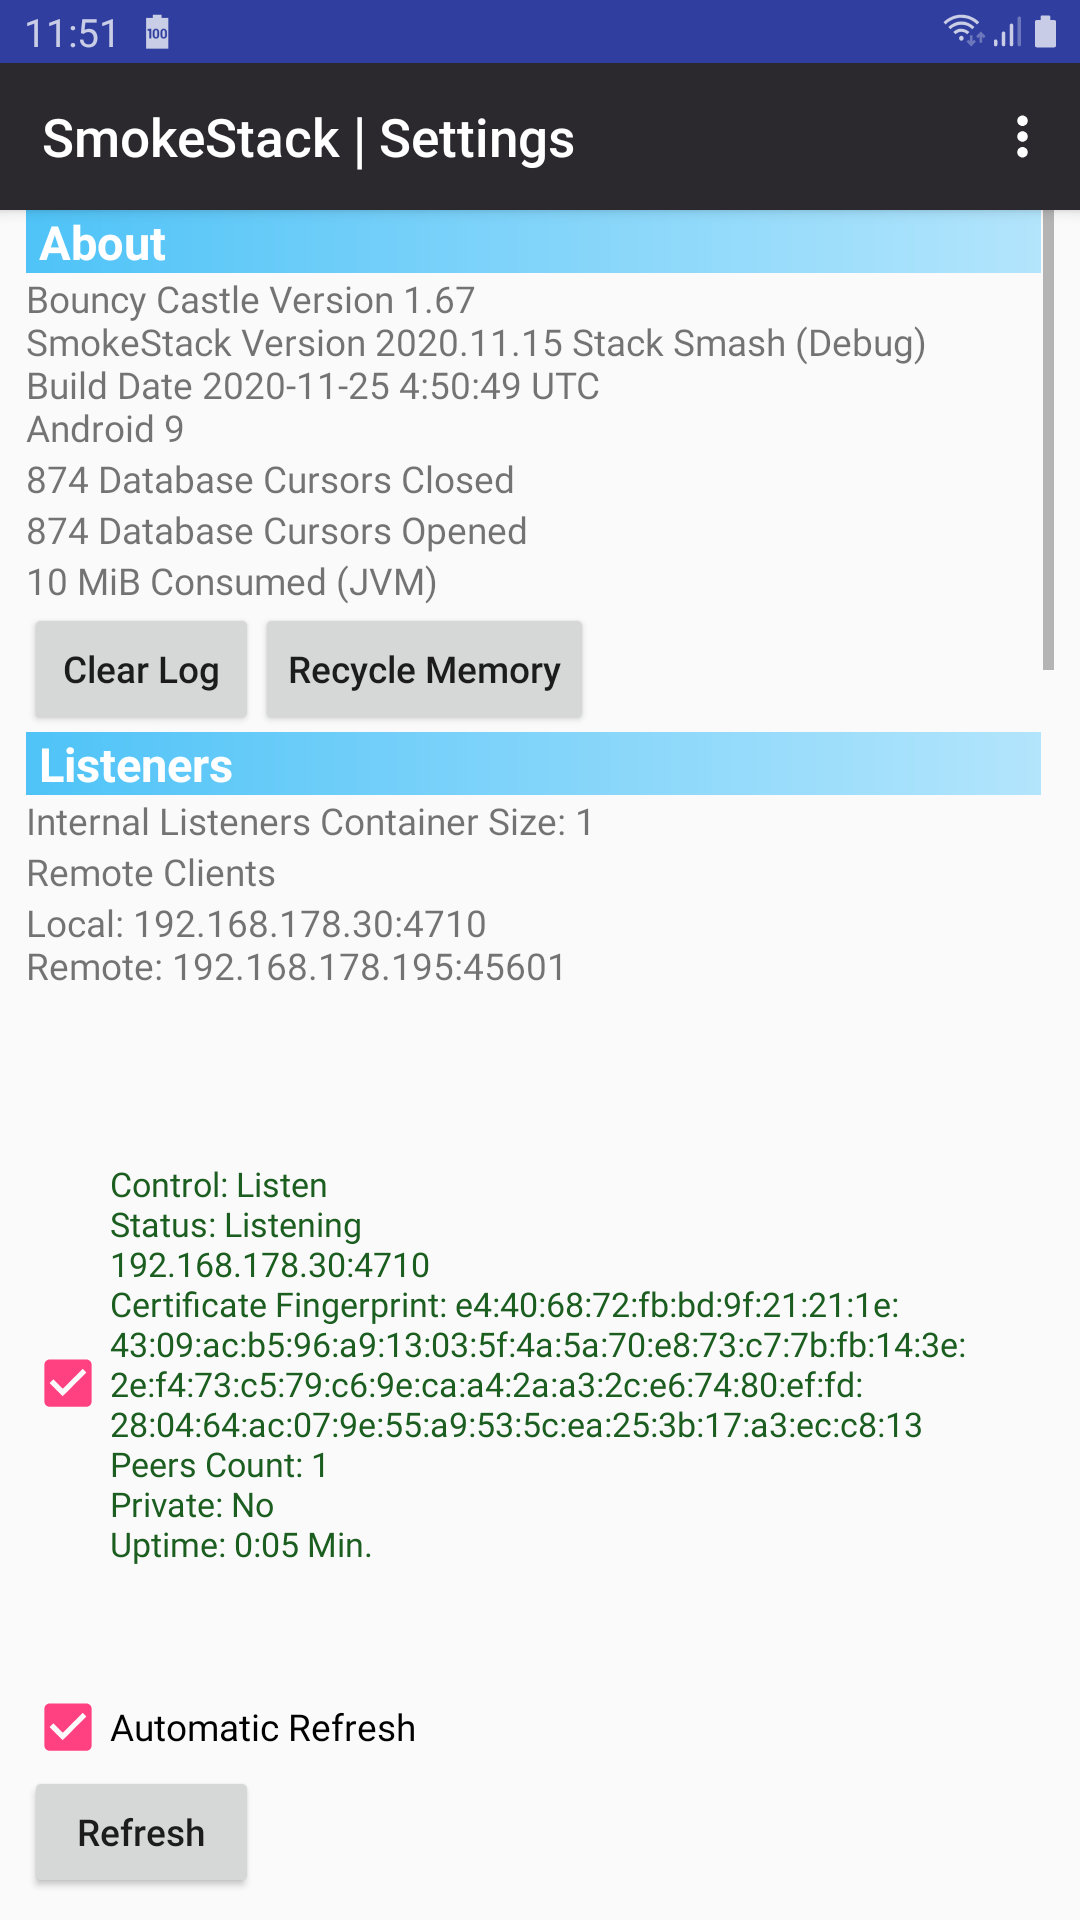 11:51 100
SmokeStack | Settings
About
Bouncy Castle Version 1.67
SmokeStack Version 2020.11.15 Stack Smash (Debug)
Build Date 2020-11-25 4:50:49 UTC
Android 9
874 Database Cursors Closed
874 Database Cursors Opened
10 MiB Consumed (JVM)
Clear Log Recycle Memory
Listeners
Internal Listeners Container Size: 1
Remote Clients
Local: 192.168.178.30:4710
Remote: 192.168.178.195:45601
Control: Listen
Status: Listening
192.168.178.30:4710
Certificate Fingerprint: e4:40:68:72:fb:bd:9f:21:21:1e:
43:09:ac:b5:96:a9:13:03:5f:4a:5a:70:e8:73:c7:7b:fb:14:3e:
2e:f4:73:c5:79:c6:9e:ca:a4:2a:a3:2c:e6:74:80:ef:fd:
28:04:64:ac:07:9e:55:a9:53:5c:ea:25:3b:17:a3:ec:c8:13
Peers Count: 1
Private: No
Uptime: 0:05 Min.
Automatic Refresh
Refresh